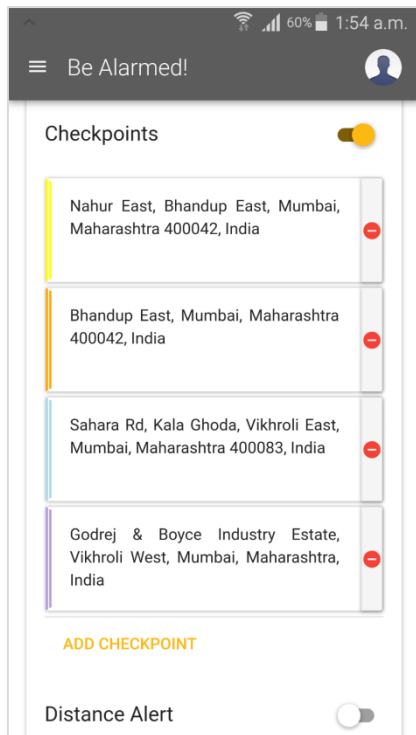 60% 1:54 a.m.
Be Alarmed!
Checkpoints
Nahur East, Bhandup East, Mumbai,
Maharashtra 400042, India
Bhandup East, Mumbai, Maharashtra
400042, India
Sahara Rd, Kala Ghoda, Vikhroli East,
Mumbai, Maharashtra 400083, India
Godrej & Boyce Industry Estate,
Vikhroli West, Mumbai, Maharashtra,
India
ADD CHECKPOINT
Distance Alert